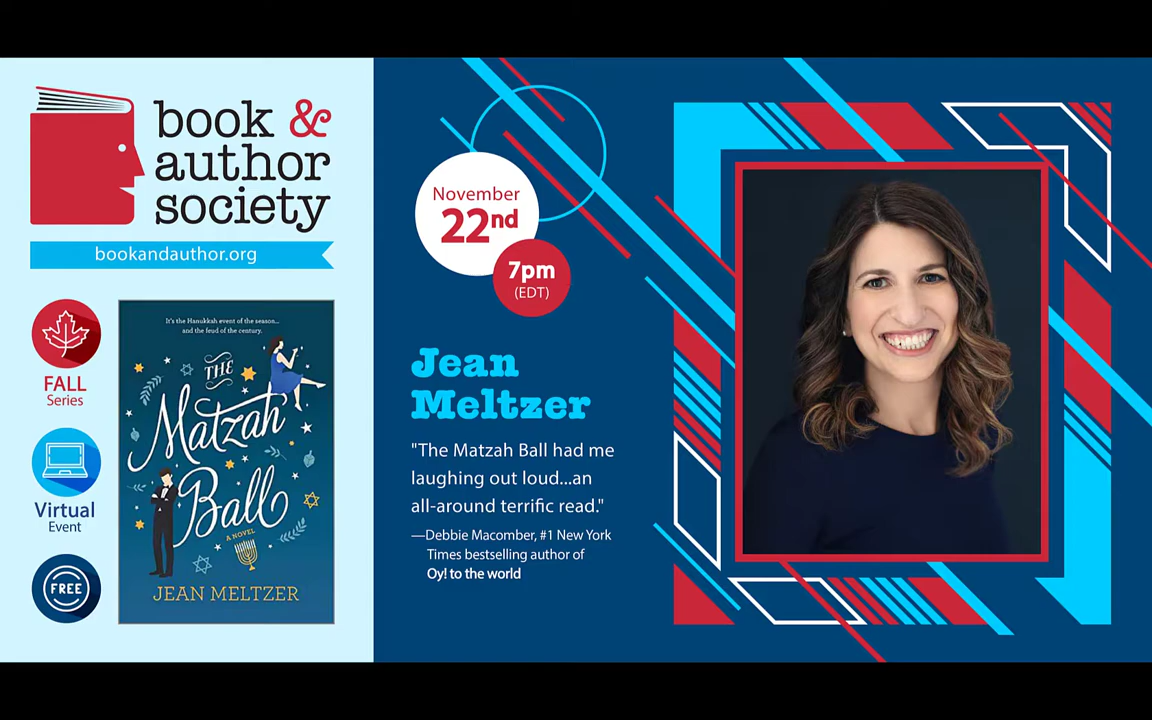 book &
author
society
bookandauthor.org
FALL
Series
Virtual
Event
FREE
It's the Hanukkah event of the season...
and the feud of the century.
THE
Matzah
Ball
A NOVEL
JEAN MELTZER
November
22nd
7pm
(EDT)
Jean
Meltzer
"The Matzah Ball had me
laughing out loud...an
all-around terrific read."
—Debbie Macomber, #1 New York
Times bestselling author of
Oy! to the world